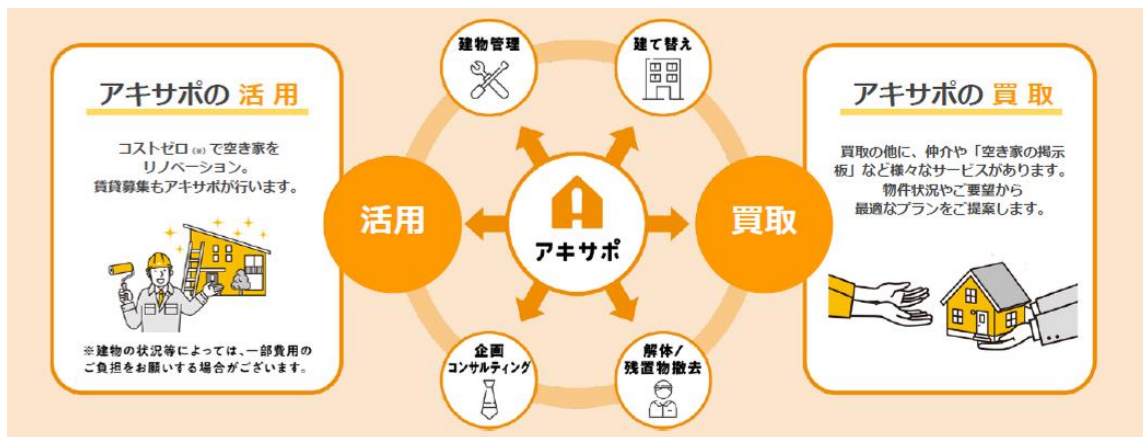 アキサポの 活用
コストゼロ(※)で空き家を
リノベーション。
賃貸募集もアキサポが行います。
※建物の状況等によっては、一部費用の
ご負担をお願いする場合がございます。
建物管理
建て替え
活用
アキサポ
買取
企画
コンサルティング
解体/
残置物撤去
アキサポの 買取
買取の他に、仲介や「空き家の掲示
板」など様々なサービスがあります。
物件状況やご要望から
最適なプランをご提案します。